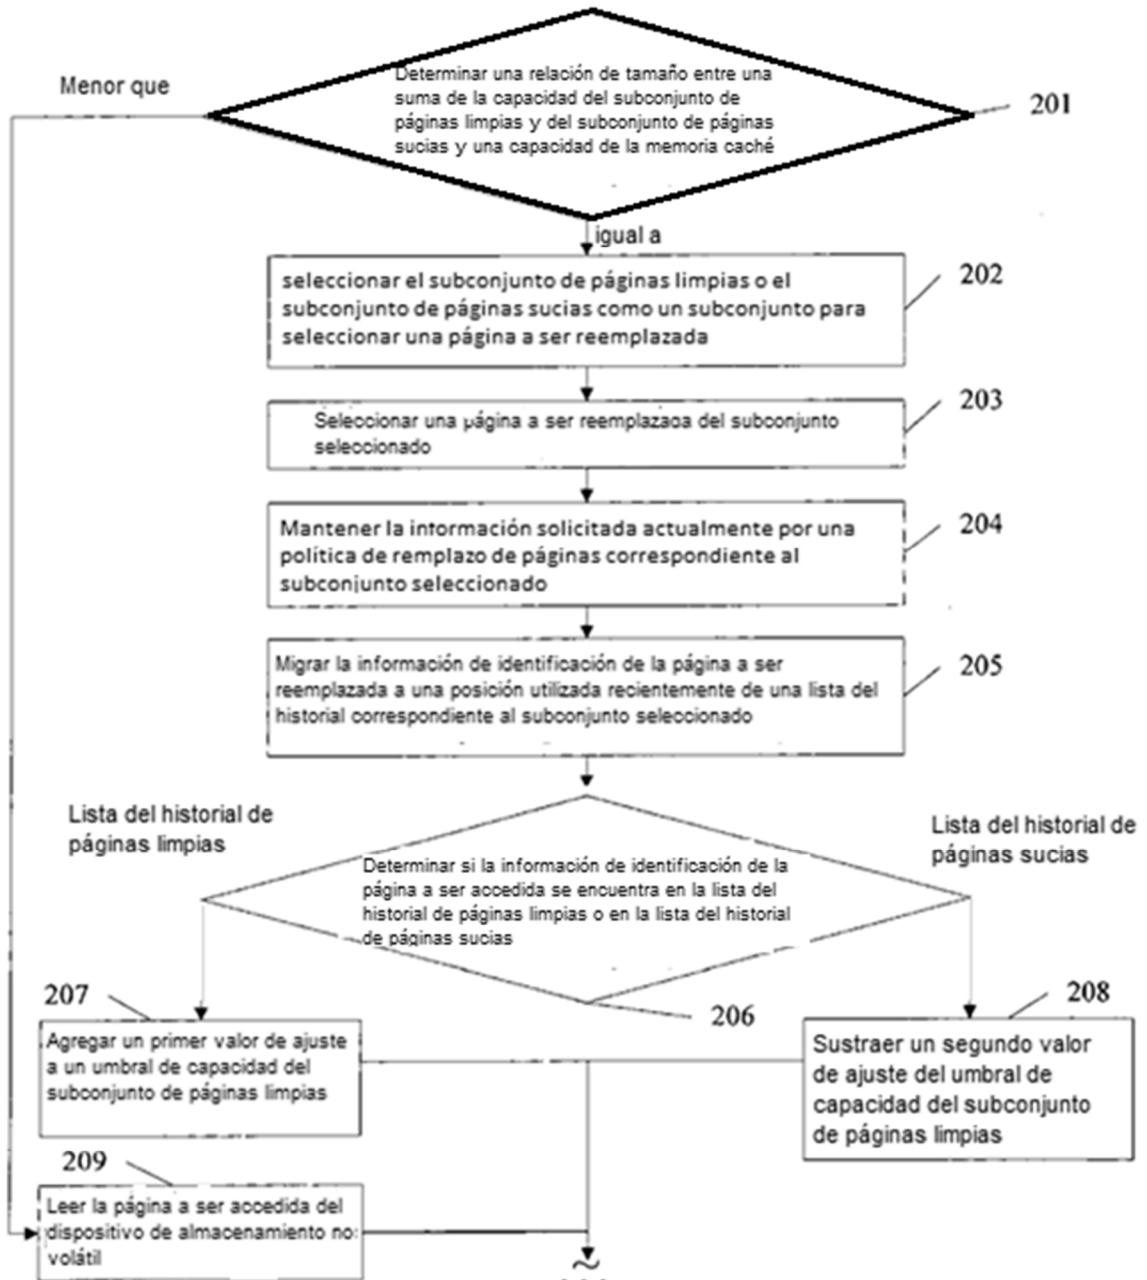 Menor que
Determinar una relación de tamaño entre una
suma de la capacidad del subconjunto de
páginas limpias y del subconjunto de páginas
sucias y una capacidad de la memoria caché
201
igual a
seleccionar el subconjunto de páginas limpias o el
subconjunto de páginas sucias como un subconjunto para
seleccionar una página a ser reemplazada
202
Seleccionar una página a ser reemplazada del subconjunto
seleccionado
203
Mantener la información solicitada actualmente por una
política de remplazo de páginas correspondiente al
subconjunto seleccionado
204
Migrar la información de identificación de la página a ser
reemplazada a una posición utilizada recientemente de una lista del
historial correspondiente al subconjunto seleccionado
205
Lista del historial de
páginas limpias
Lista del historial de
páginas sucias
Determinar si la información de identificación de la
página a ser accedida se encuentra en la lista del
historial de páginas limpias o en la lista del historial
de páginas sucias
206
207
Agregar un primer valor de ajuste
a un umbral de capacidad del
subconjunto de páginas limpias
208
Sustraer un segundo valor
de ajuste del umbral de
capacidad del subconjunto
de páginas limpias
209
Leer la página a ser accedida del
dispositivo de almacenamiento no
volátil